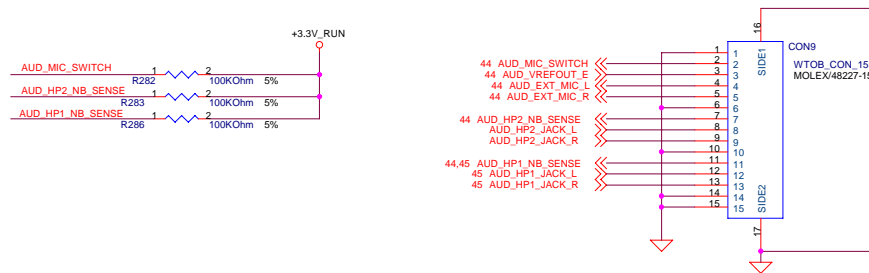 +3.3V_RUN
AUD_MIC_SWITCH 1 2
R282 100KOhm 5%
AUD_HP2_NB_SENSE 1 2
R283 100KOhm 5%
AUD_HP1_NB_SENSE 1 2
R286 100KOhm 5%
16
SIDE1
CON9
WTOB_CON_15
MOLEX/48227-15
1 1
44 AUD_MIC_SWITCH 2 2
44 AUD_VREFOUT_E 3 3
44 AUD_EXT_MIC_L 4 4
44 AUD_EXT_MIC_R 5 5
6 6
44 AUD_HP2_NB_SENSE 7 7
AUD_HP2_JACK_L 8 8
AUD_HP2_JACK_R 9 9
10 10
44,45 AUD_HP1_NB_SENSE 11 11
45 AUD_HP1_JACK_L 12 12
45 AUD_HP1_JACK_R 13 13
14 14
15 15
SIDE2
17